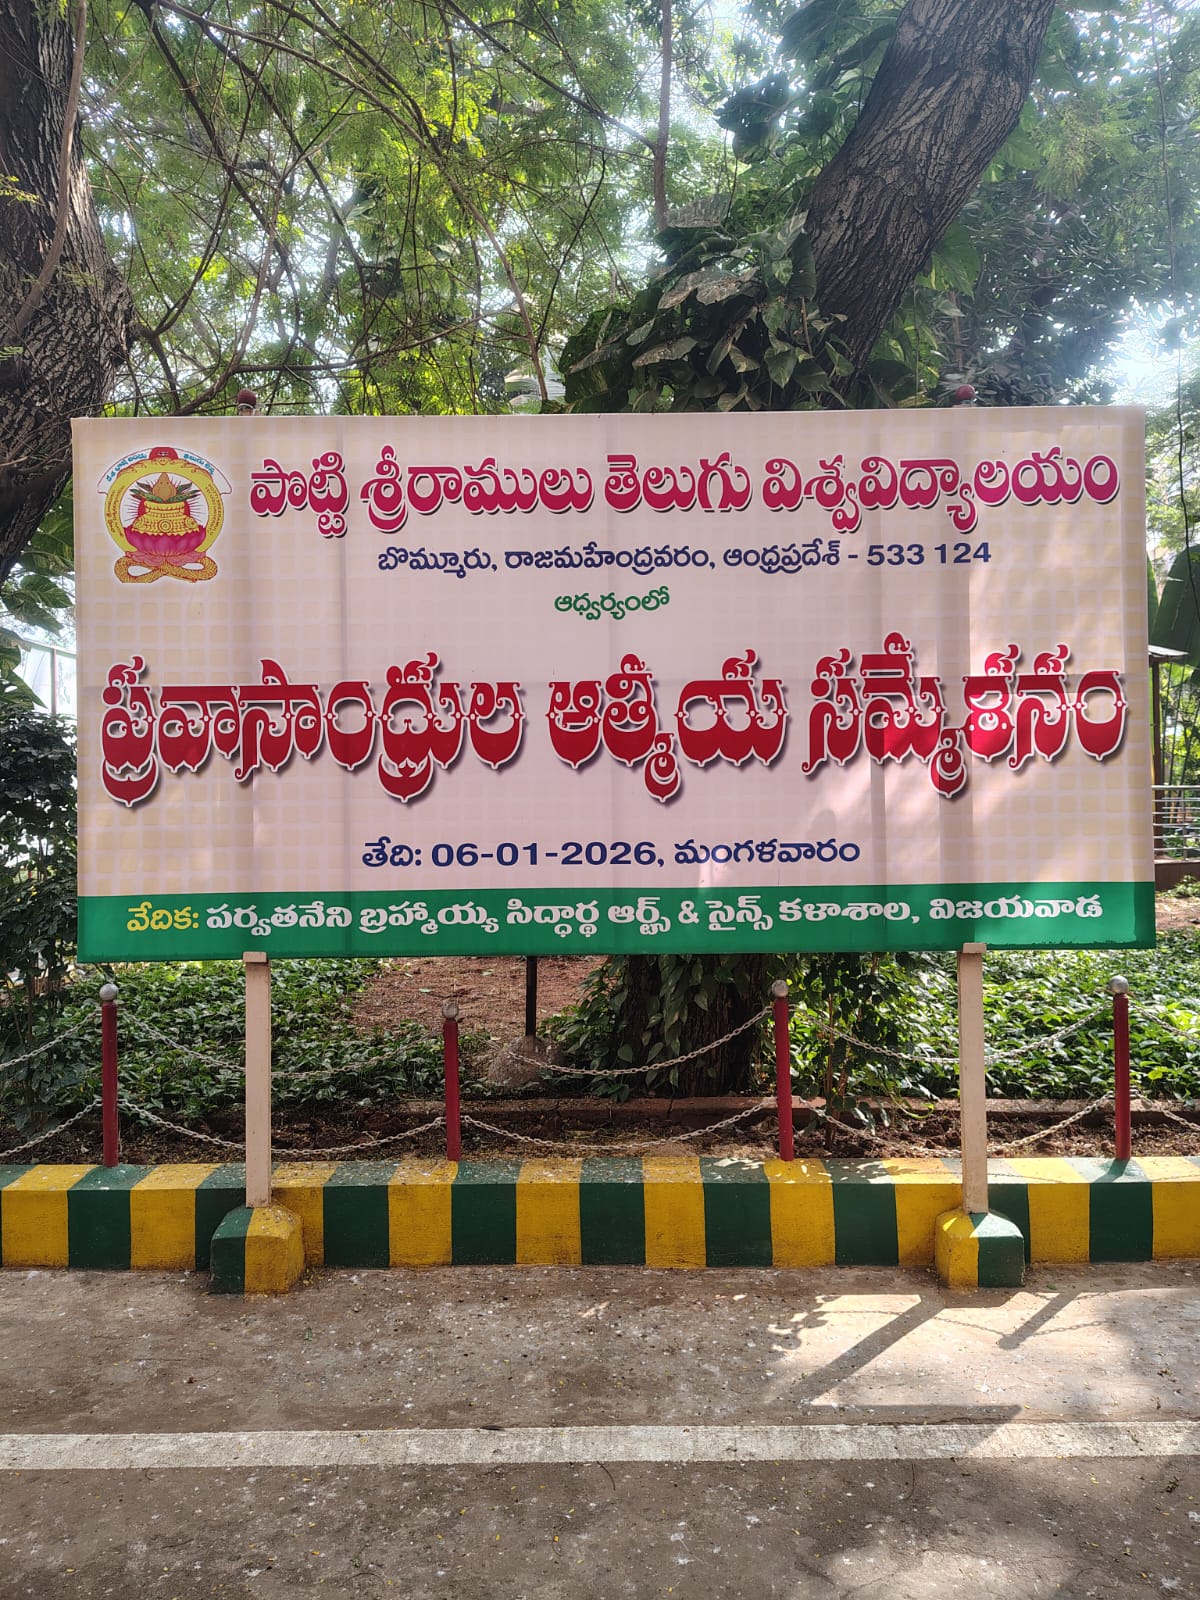 పొట్టి శ్రీరాములు తెలుగు విశ్వవిద్యాలయం
బొమ్మూరు, రాజమహేంద్రవరం, ఆంధ్రప్రదేశ్ - 533 124
ఆధ్వర్యంలో
ప్రవాసాంధ్రుల ఆత్మీయ సమ్మేళనం
తేది: 06-01-2026, మంగళవారం
వేదిక: పర్వతనేని బ్రహ్మాయ్య సిద్ధార్థ ఆర్ట్స్ & సైన్స్ కళాశాల, విజయవాడ